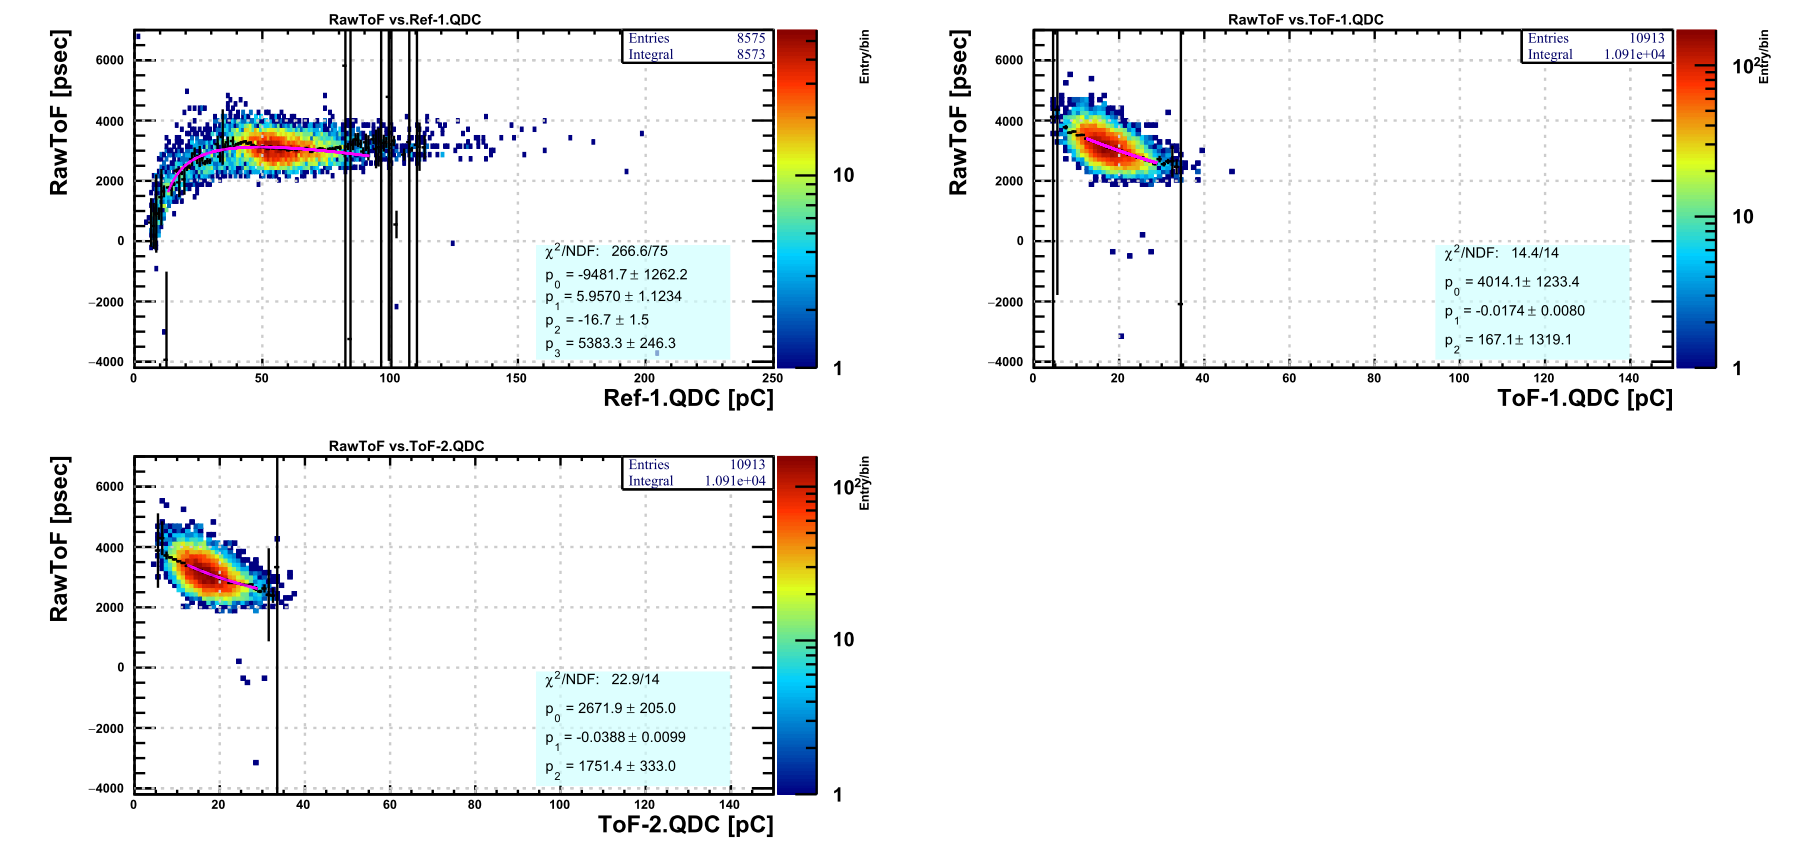 RawToF vs.Ref-1.QDC
RawToF [psec]
Entries 8575
Integral 8573
Entry/bin
6000
4000
2000
0
−2000
−4000
10
1
χ2/NDF: 266.6/75
p0 = -9481.7 ± 1262.2
p1 = 5.9570 ± 1.1234
p2 = -16.7 ± 1.5
p3 = 5383.3 ± 246.3
0 50 100 150 200 250
Ref-1.QDC [pC]
RawToF vs.ToF-1.QDC
RawToF [psec]
Entries 10913
Integral 1.091e+04
Entry/bin
6000
4000
2000
0
−2000
−4000
102
10
1
χ2/NDF: 14.4/14
p0 = 4014.1 ± 1233.4
p1 = -0.0174 ± 0.0080
p2 = 167.1 ± 1319.1
0 20 40 60 80 100 120 140
ToF-1.QDC [pC]
RawToF vs.ToF-2.QDC
RawToF [psec]
Entries 10913
Integral 1.091e+04
Entry/bin
6000
4000
2000
0
−2000
−4000
102
10
1
χ2/NDF: 22.9/14
p0 = 2671.9 ± 205.0
p1 = -0.0388 ± 0.0099
p2 = 1751.4 ± 333.0
0 20 40 60 80 100 120 140
ToF-2.QDC [pC]